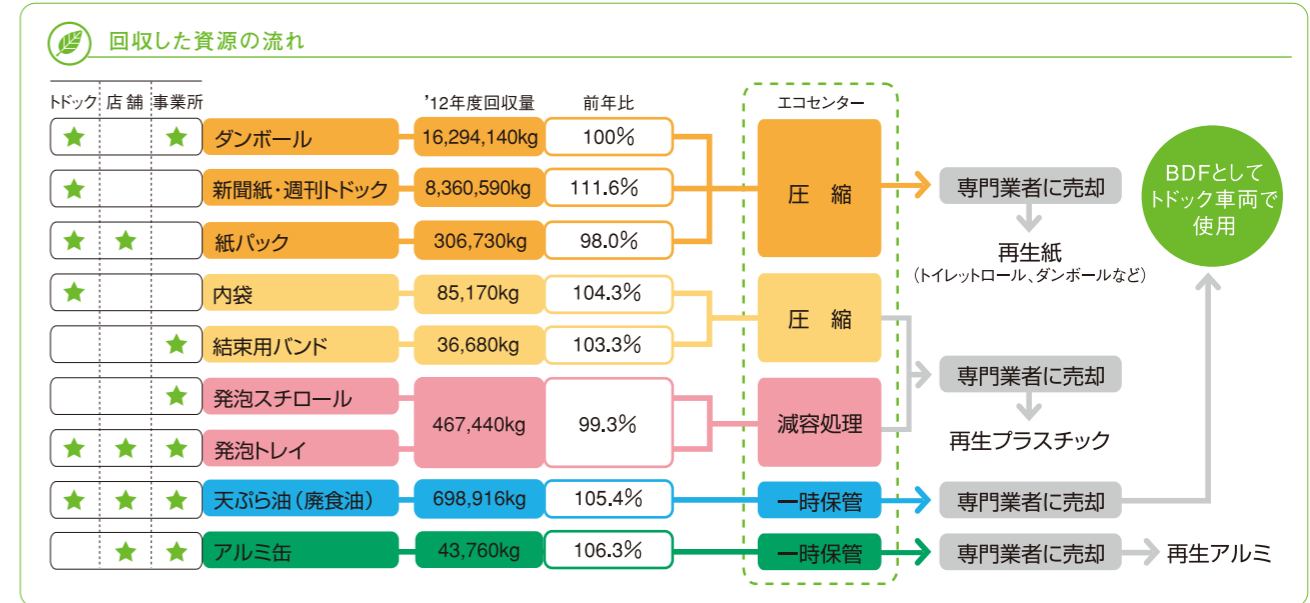 回収した資源の流れ
トドック 店舗 事業所 '12年度回収量 前年比 エコセンター
★ ★ ダンボール 16,294,140kg 100%
★ 新聞紙・週刊トドック 8,360,590kg 111.6%
★ ★ 紙パック 306,730kg 98.0%
圧縮
専門業者に売却
再生紙
(トイレットロール、ダンボールなど)
BDFとして
トドック車両で
使用
★ 内袋 85,170kg 104.3%
★ 結束用バンド 36,680kg 103.3%
圧縮
★ 発泡スチロール
★ ★ ★ 発泡トレイ
467,440kg 99.3%
減容処理
専門業者に売却
再生プラスチック
★ ★ ★ 天ぷら油(廃食油) 698,916kg 105.4% 一時保管 専門業者に売却
★ ★ アルミ缶 43,760kg 106.3% 一時保管 専門業者に売却 再生アルミ